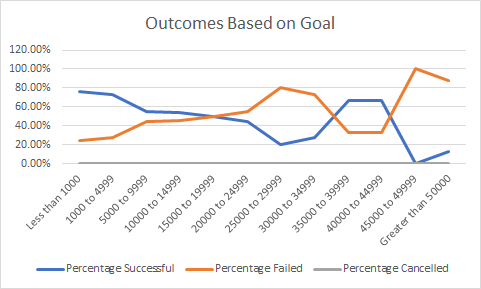 Outcomes Based on Goal
120.00%
100.00%
80.00%
60.00%
40.00%
20.00%
0.00%
Less than 1000
1000 to 4999
5000 to 9999
10000 to 14999
15000 to 19999
20000 to 24999
25000 to 29999
30000 to 34999
35000 to 39999
40000 to 44999
45000 to 49999
Greater than 50000
Percentage Successful
Percentage Failed
Percentage Cancelled